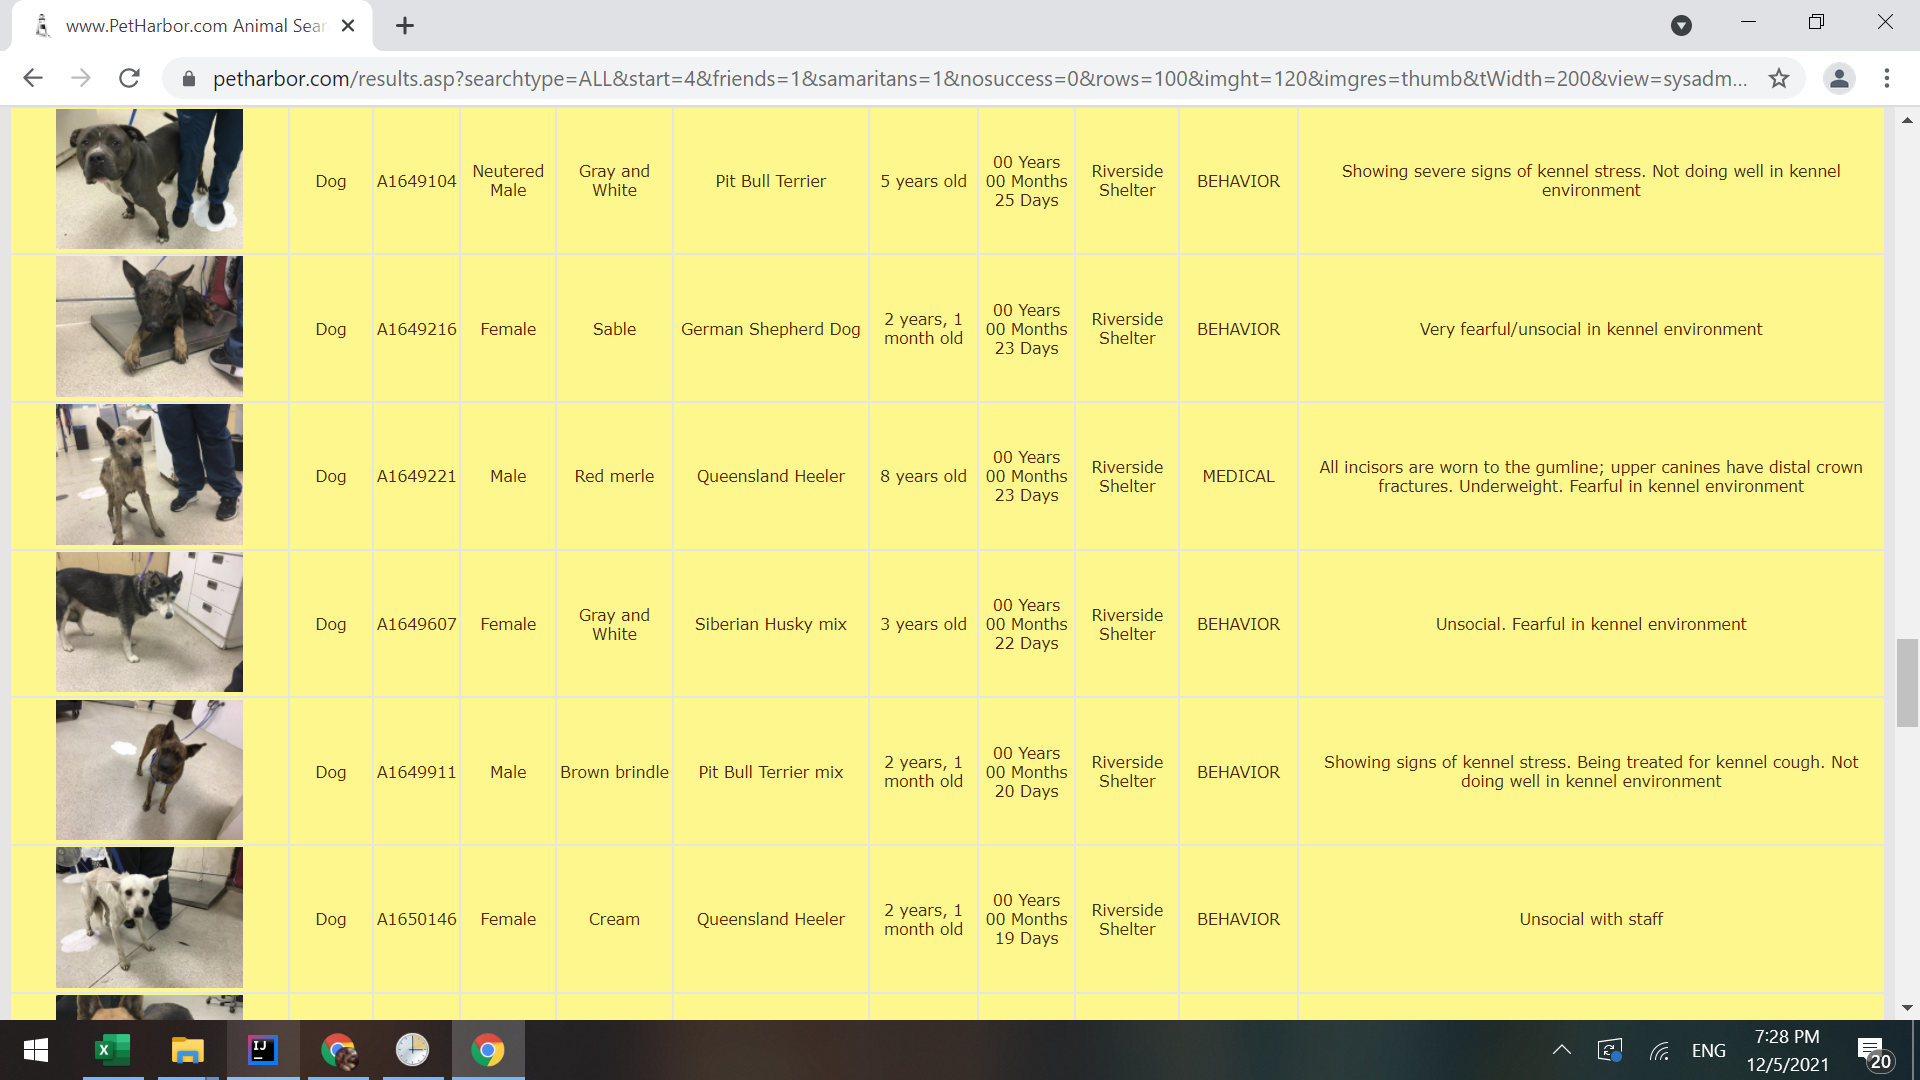 www.PetHarbor.com Animal Sear
petharbor.com/results.asp?searchtype=ALL&start=4&friends=1&samaritans=1&nosuccess=0&rows=100&imght=120&imgres=thumb&tWidth=200&view=sysadm...
Dog
A1649104
Neutered
Male
Gray and
White
Pit Bull Terrier
5 years old
00 Years
00 Months
25 Days
Riverside
Shelter
BEHAVIOR
Showing severe signs of kennel stress. Not doing well in kennel
environment
Dog
A1649216
Female
Sable
German Shepherd Dog
2 years, 1
month old
00 Years
00 Months
23 Days
Riverside
Shelter
BEHAVIOR
Very fearful/unsocial in kennel environment
Dog
A1649221
Male
Red merle
Queensland Heeler
8 years old
00 Years
00 Months
23 Days
Riverside
Shelter
MEDICAL
All incisors are worn to the gumline; upper canines have distal crown
fractures. Underweight. Fearful in kennel environment
Dog
A1649607
Female
Gray and
White
Siberian Husky mix
3 years old
00 Years
00 Months
22 Days
Riverside
Shelter
BEHAVIOR
Unsocial. Fearful in kennel environment
Dog
A1649911
Male
Brown brindle
Pit Bull Terrier mix
2 years, 1
month old
00 Years
00 Months
20 Days
Riverside
Shelter
BEHAVIOR
Showing signs of kennel stress. Being treated for kennel cough. Not
doing well in kennel environment
Dog
A1650146
Female
Cream
Queensland Heeler
2 years, 1
month old
00 Years
00 Months
19 Days
Riverside
Shelter
BEHAVIOR
Unsocial with staff
X
IJ
ENG
7:28 PM
12/5/2021
20